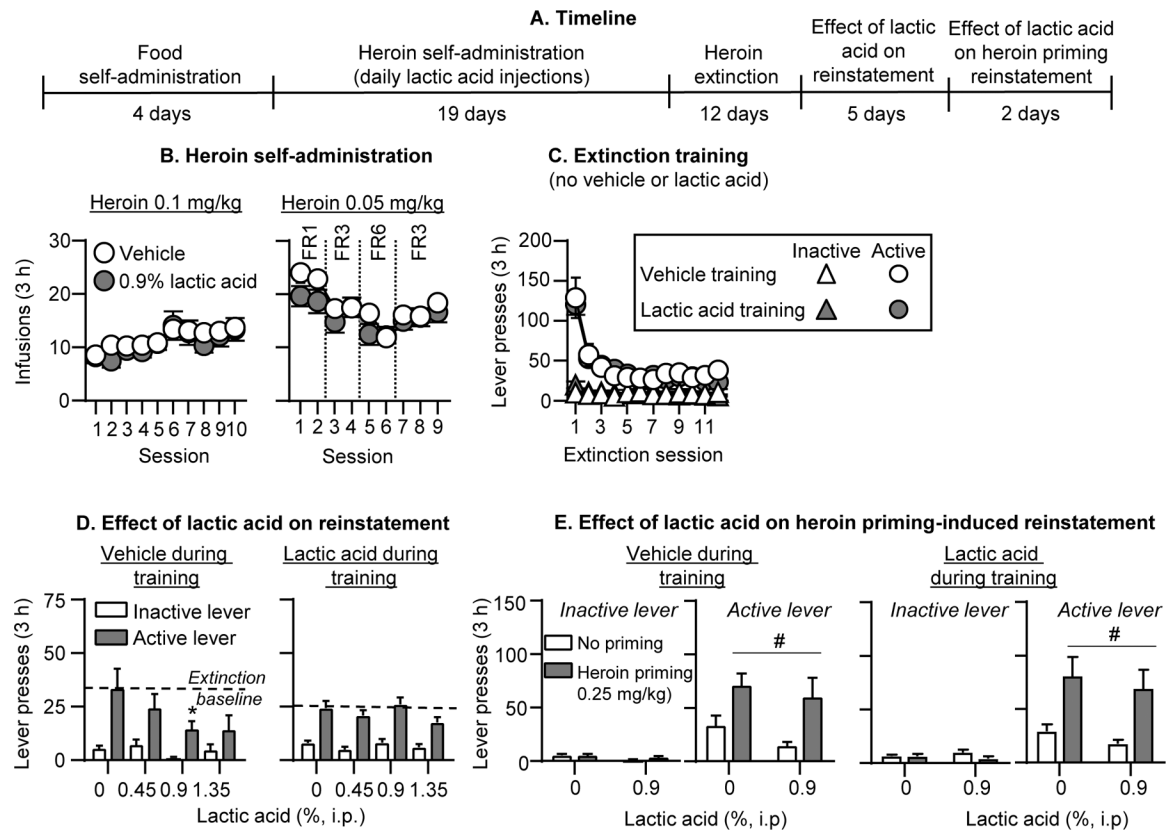 A. Timeline
Food
self-administration
Heroin self-administration
(daily lactic acid injections)
Heroin
extinction
Effect of lactic
acid on
reinstatement
Effect of lactic acid
on heroin priming
reinstatement
4 days
19 days
12 days
5 days
2 days
B. Heroin self-administration
Heroin 0.1 mg/kg
Heroin 0.05 mg/kg
Infusions (3 h)
30
20
10
0
Vehicle
0.9% lactic acid
FR1
FR3
FR6
FR3
1 2 3 4 5 6 7 8 9 10
Session
1 2 3 4 5 6 7 8 9
Session
C. Extinction training
(no vehicle or lactic acid)
Lever presses (3 h)
200
150
100
50
0
Inactive Active
Vehicle training
Lactic acid training
1 3 5 7 9 11
Extinction session
D. Effect of lactic acid on reinstatement
Vehicle during
training
Lactic acid during
training
Lever presses (3 h)
75
50
25
0
Inactive lever
Active lever
Extinction
baseline
*
0 0.45 0.9 1.35
0 0.45 0.9 1.35
Lactic acid (%, i.p.)
E. Effect of lactic acid on heroin priming-induced reinstatement
Vehicle during
training
Lactic acid
during training
Lever presses (3 h)
150
100
50
0
Inactive lever
Active lever
Inactive lever
Active lever
No priming
Heroin priming
0.25 mg/kg)
#
#
0 0.9
0 0.9
0 0.9
0 0.9
Lactic acid (%, i.p)
Lactic acid (%, i.p)